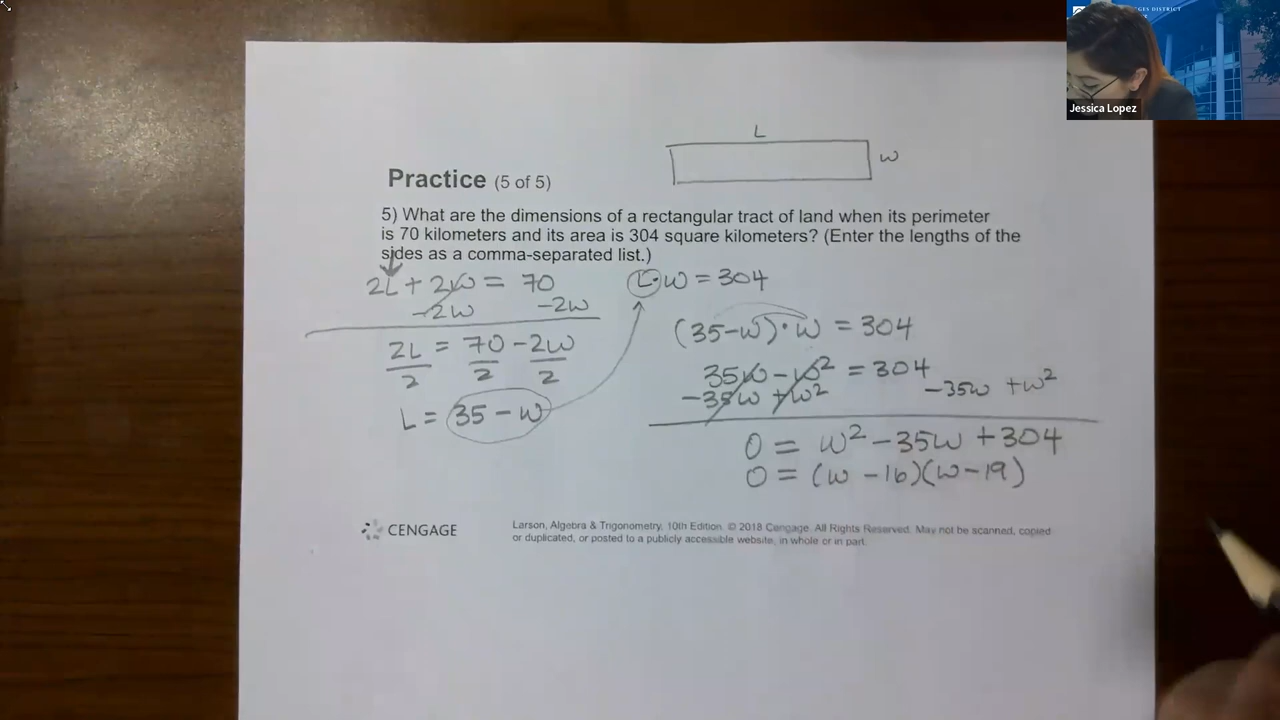 GES DISTRICT
Jessica Lopez
L
w
Practice (5 of 5)
5) What are the dimensions of a rectangular tract of land when its perimeter
is 70 kilometers and its area is 304 square kilometers? (Enter the lengths of the
sides as a comma-separated list.)
2L + 2w = 70
-2w -2w
2L = 70 - 2w
2 2 2
L = 35 - w
L·w = 304
(35-w)·w = 304
35w - w² = 304
-35w +w² -35w +w²
0 = w² - 35w + 304
0 = (w - 16)(w - 19)
CENGAGE
Larson, Algebra & Trigonometry, 10th Edition. © 2018 Cengage. All Rights Reserved. May not be scanned, copied
or duplicated, or posted to a publicly accessible website, in whole or in part.